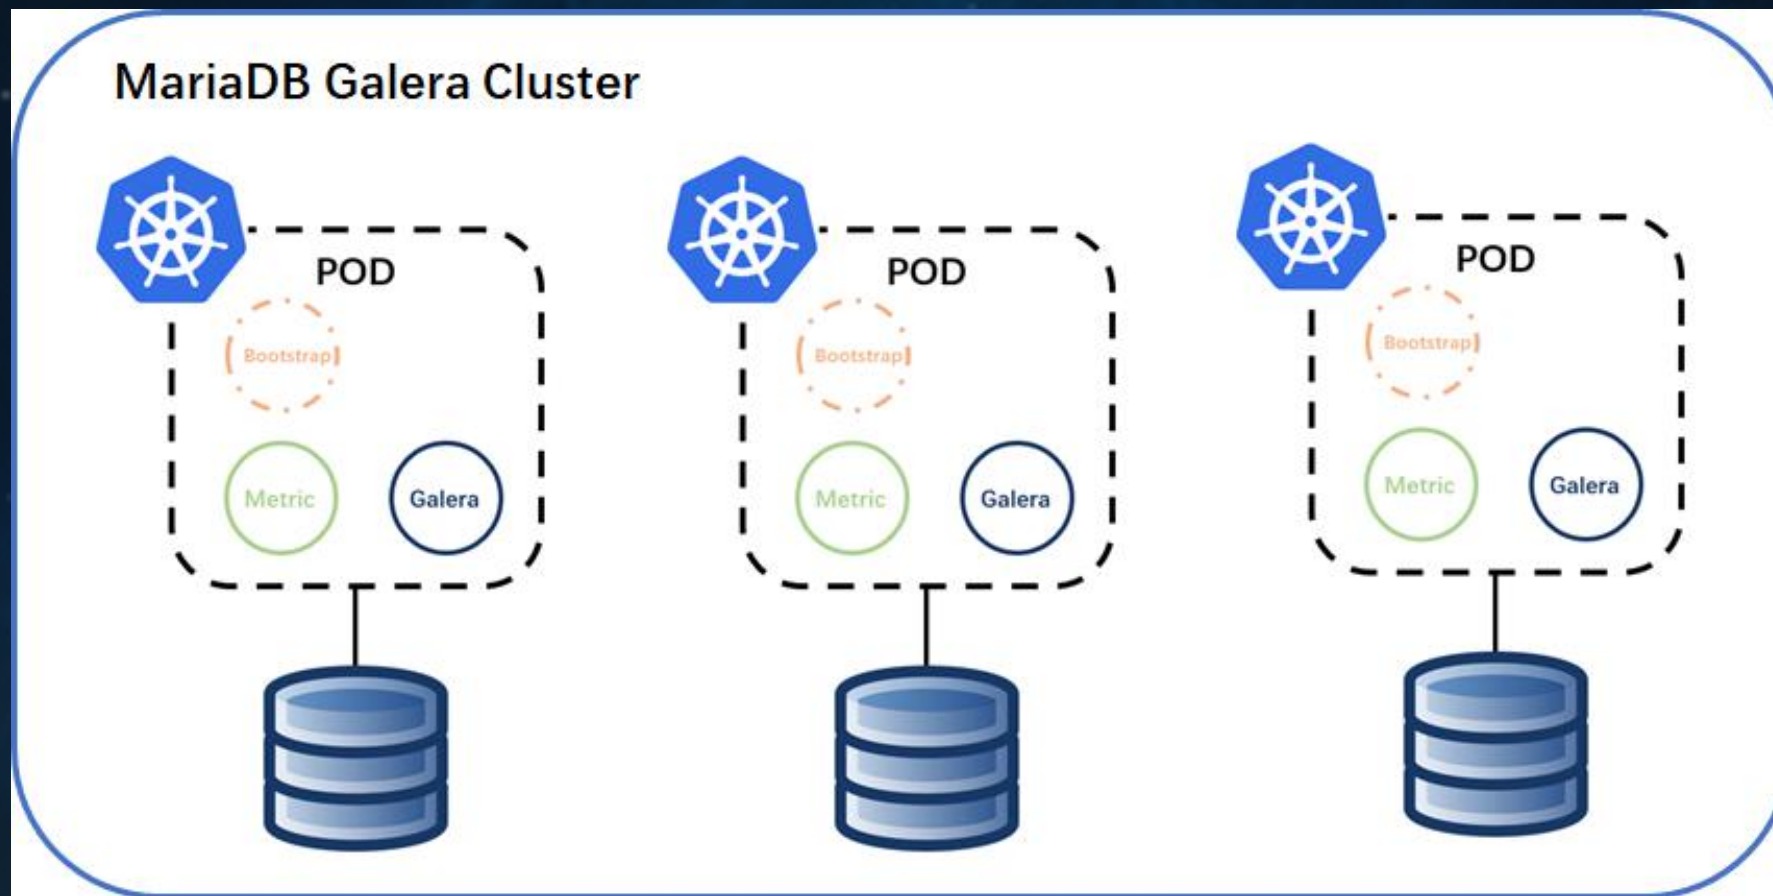 MariaDB Galera Cluster
POD
Bootstrap
Metric
Galera
POD
Bootstrap
Metric
Galera
POD
Bootstrap
Metric
Galera